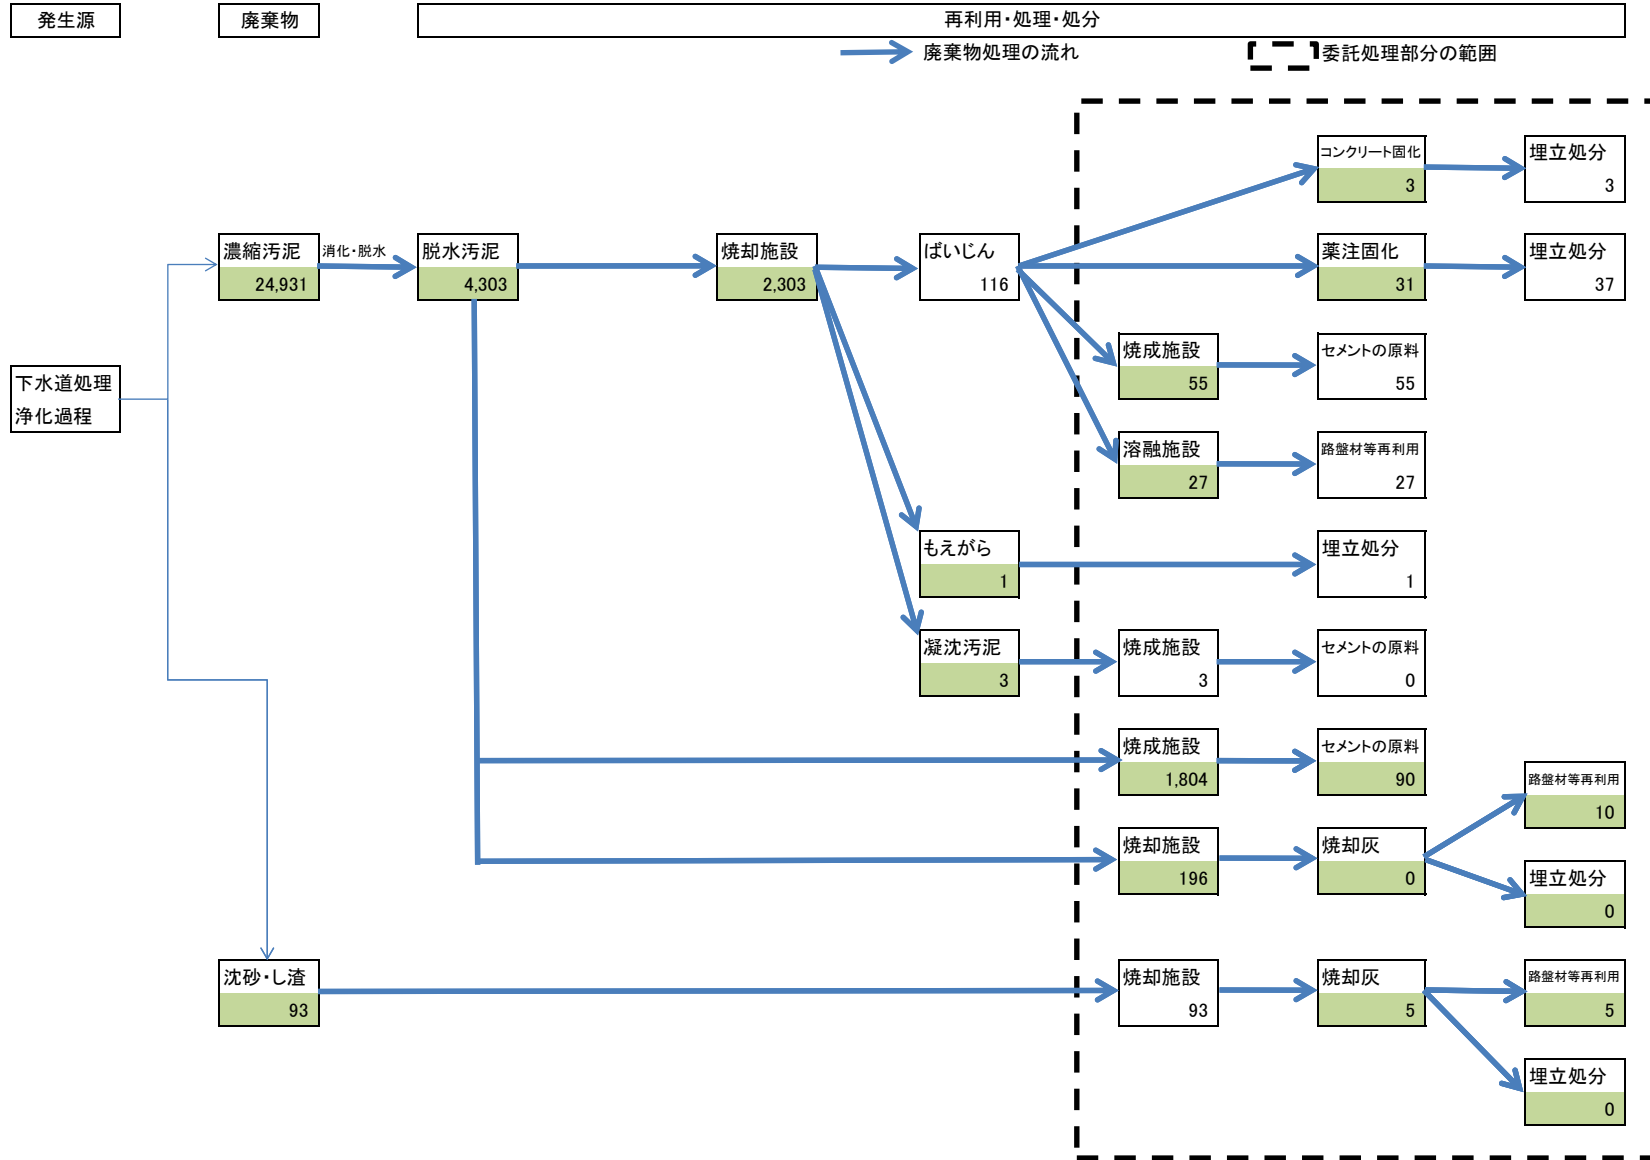 発生源
廃棄物
再利用・処理・処分
廃棄物処理の流れ
委託処理部分の範囲
コンクリート固化
3
埋立処分
3
濃縮汚泥
24,931
消化・脱水
脱水汚泥
4,303
焼却施設
2,303
ばいじん
116
薬注固化
31
埋立処分
37
焼成施設
55
セメントの原料
55
下水道処理
浄化過程
溶融施設
27
路盤材等再利用
27
もえがら
1
埋立処分
1
凝沈汚泥
3
焼成施設
3
セメントの原料
0
焼成施設
1,804
セメントの原料
90
路盤材等再利用
10
焼却施設
196
焼却灰
0
埋立処分
0
沈砂・し渣
93
焼却施設
93
焼却灰
5
路盤材等再利用
5
埋立処分
0